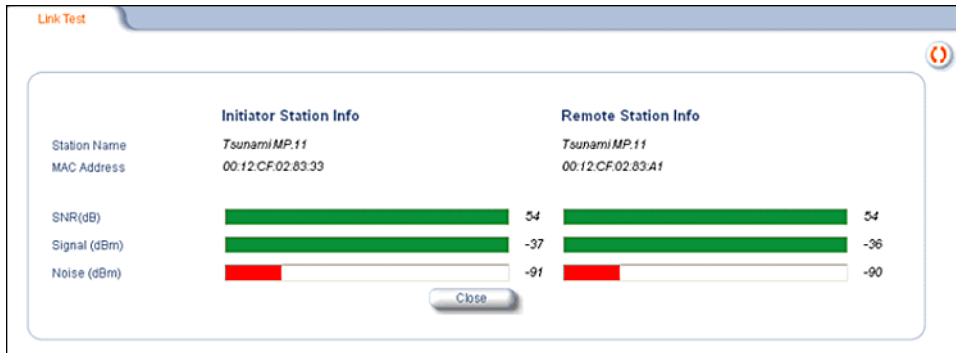 Link Test
Initiator Station Info Remote Station Info
Station Name Tsunami MP.11 Tsunami MP.11
MAC Address 00:12:CF:02:83:33 00:12:CF:02:83:A1
SNR(dB) 54 54
Signal (dBm) -37 -36
Noise (dBm) -91 -90
Close